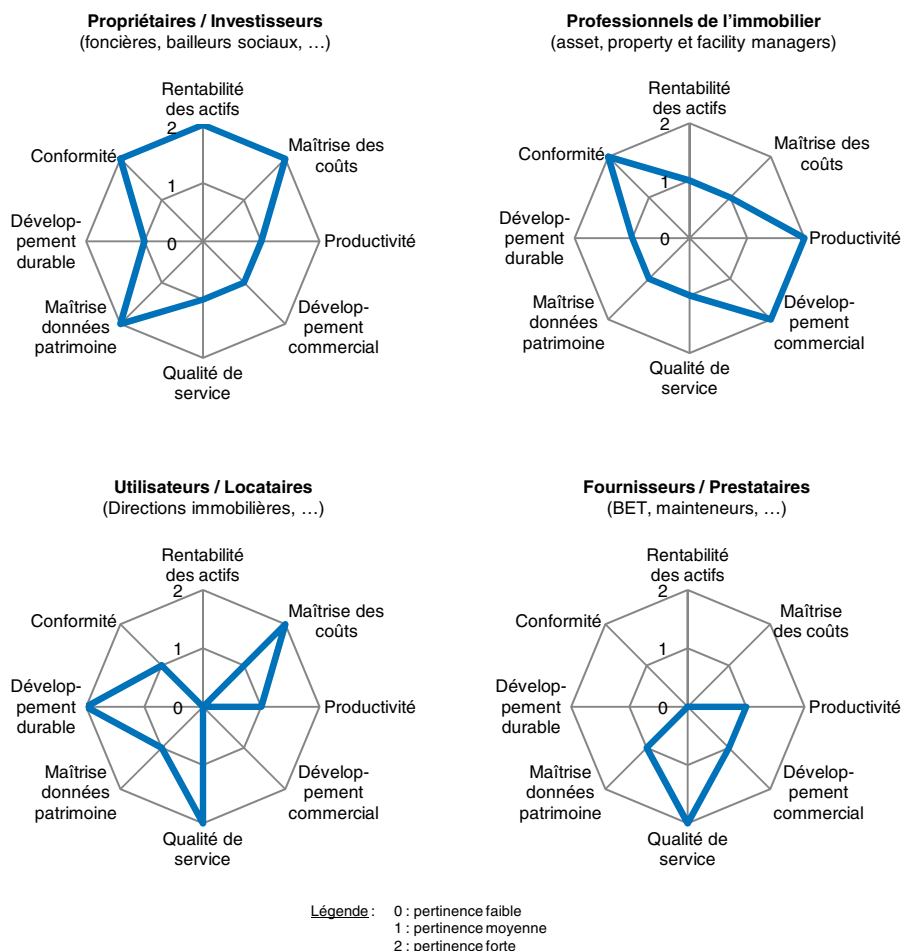 Propriétaires / Investisseurs
(foncières, bailleurs sociaux, …)
Rentabilité
des actifs
2
Maîtrise des
coûts
Conformité
1
Dévelop-
pement
durable
0
Productivité
Maîtrise
données
patrimoine
Dévelop-
pement
commercial
Qualité de
service
Professionnels de l’immobilier
(asset, property et facility managers)
Rentabilité
des actifs
2
Maîtrise des
coûts
Conformité
1
Dévelop-
pement
durable
0
Productivité
Maîtrise
données
patrimoine
Dévelop-
pement
commercial
Qualité de
service
Utilisateurs / Locataires
(Directions immobilières, …)
Rentabilité
des actifs
2
Maîtrise des
coûts
Conformité
1
Dévelop-
pement
durable
0
Productivité
Maîtrise
données
patrimoine
Dévelop-
pement
commercial
Qualité de
service
Fournisseurs / Prestataires
(BET, mainteneurs, …)
Rentabilité
des actifs
2
Maîtrise
des coûts
Conformité
1
Dévelop-
pement
durable
0
Productivité
Maîtrise
données
patrimoine
Dévelop-
pement
commercial
Qualité de
service
Légende : 0 : pertinence faible
1 : pertinence moyenne
2 : pertinence forte